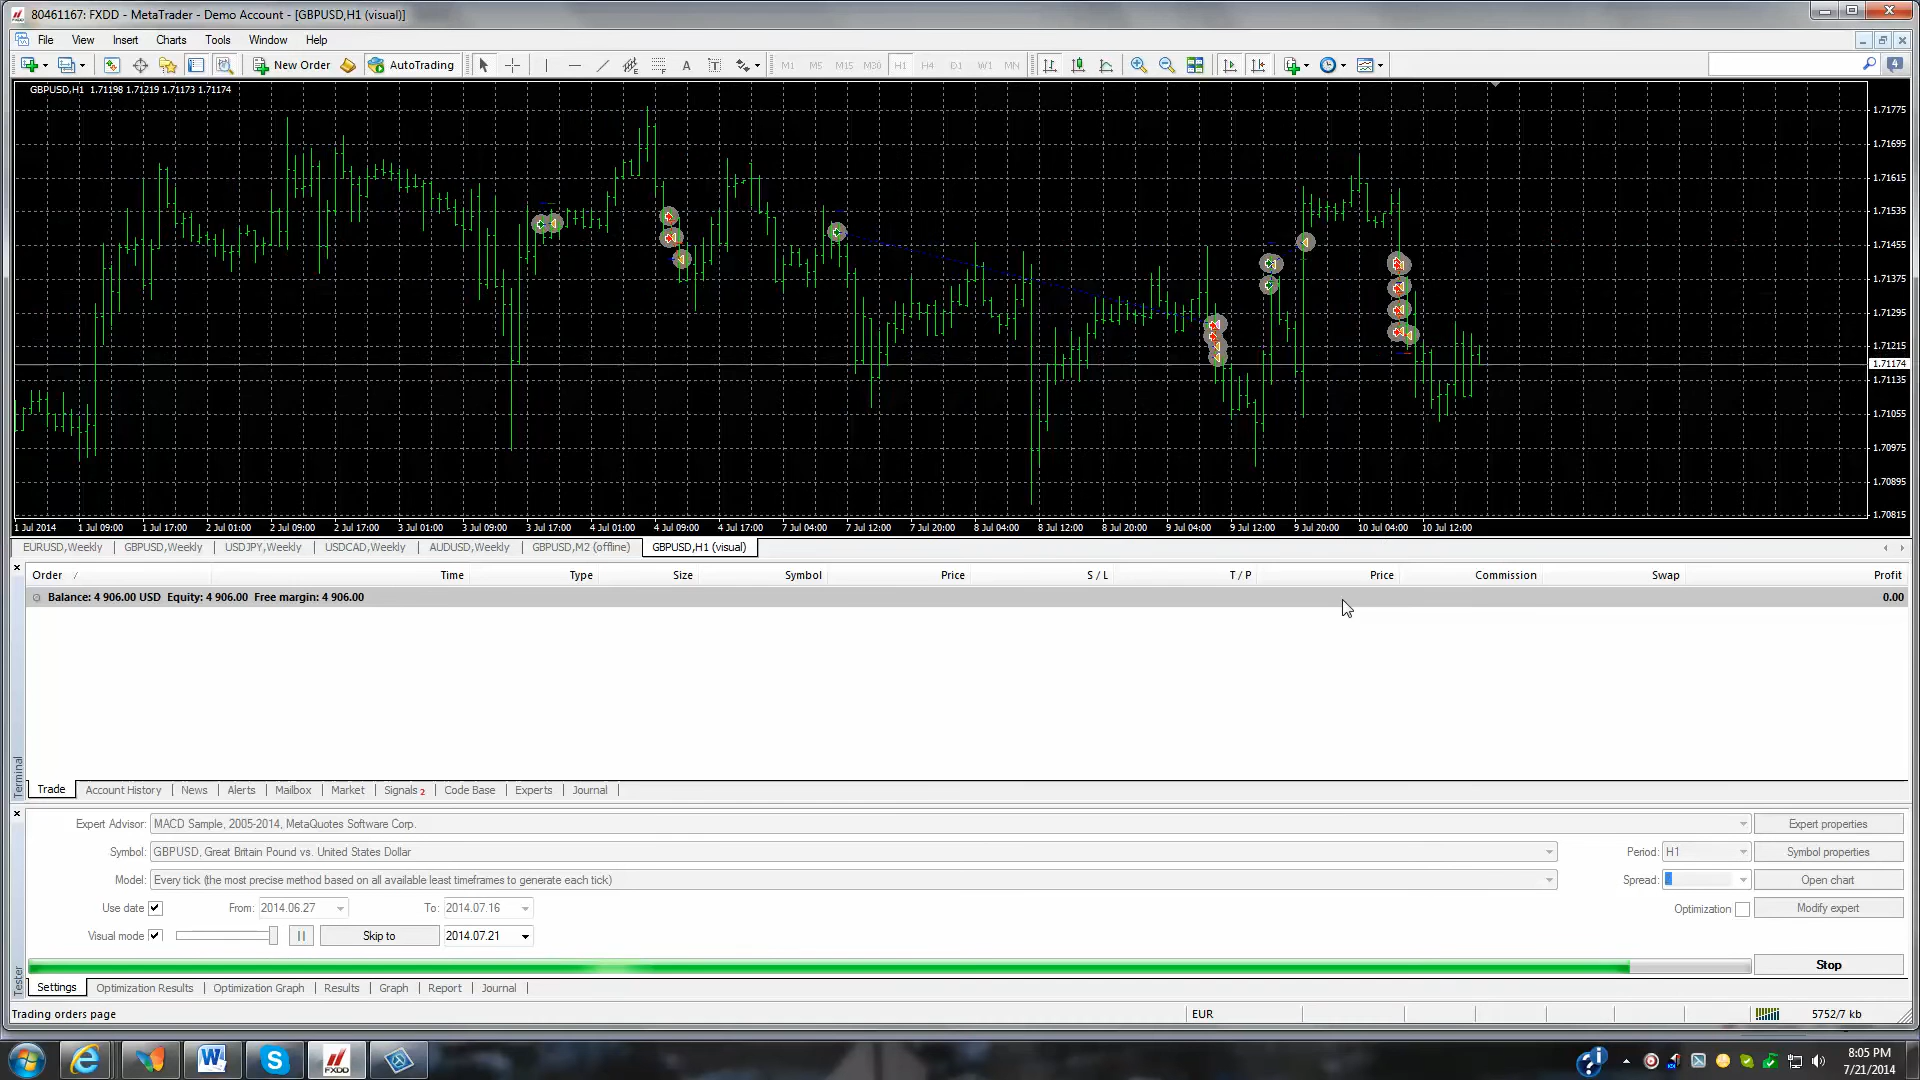 80461167: FXDD - MetaTrader - Demo Account - [GBPUSD,H1 (visual)]
File View Insert Charts Tools Window Help
New Order AutoTrading A T M1 M5 M15 M30 H1 H4 D1 W1 MN 4
GBPUSD,H1 1.71198 1.71219 1.71173 1.71174
1.71775
1.71695
1.71615
1.71535
1.71455
1.71375
1.71295
1.71215
1.71174
1.71135
1.71055
1.70975
1.70895
1.70815
1 Jul 2014 1 Jul 09:00 1 Jul 17:00 2 Jul 01:00 2 Jul 09:00 2 Jul 17:00 3 Jul 01:00 3 Jul 09:00 3 Jul 17:00 4 Jul 01:00 4 Jul 09:00 4 Jul 17:00 7 Jul 04:00 7 Jul 12:00 7 Jul 20:00 8 Jul 04:00 8 Jul 12:00 8 Jul 20:00 9 Jul 04:00 9 Jul 12:00 9 Jul 20:00 10 Jul 04:00 10 Jul 12:00
EURUSD,Weekly GBPUSD,Weekly USDJPY,Weekly USDCAD,Weekly AUDUSD,Weekly GBPUSD,M2 (offline) GBPUSD,H1 (visual)
Order / Time Type Size Symbol Price S / L T / P Price Commission Swap Profit
Balance: 4 906.00 USD Equity: 4 906.00 Free margin: 4 906.00 0.00
Terminal
Trade Account History News Alerts Mailbox Market Signals 2 Code Base Experts Journal
Expert Advisor: MACD Sample, 2005-2014, MetaQuotes Software Corp. Expert properties
Symbol: GBPUSD, Great Britain Pound vs. United States Dollar Period: H1 Symbol properties
Model: Every tick (the most precise method based on all available least timeframes to generate each tick) Spread: Open chart
Use date From: 2014.06.27 To: 2014.07.16 Optimization Modify expert
Visual mode Skip to 2014.07.21
Stop
Tester
Settings Optimization Results Optimization Graph Results Graph Report Journal
Trading orders page EUR 5752/7 kb
W S FXDD 8:05 PM
7/21/2014